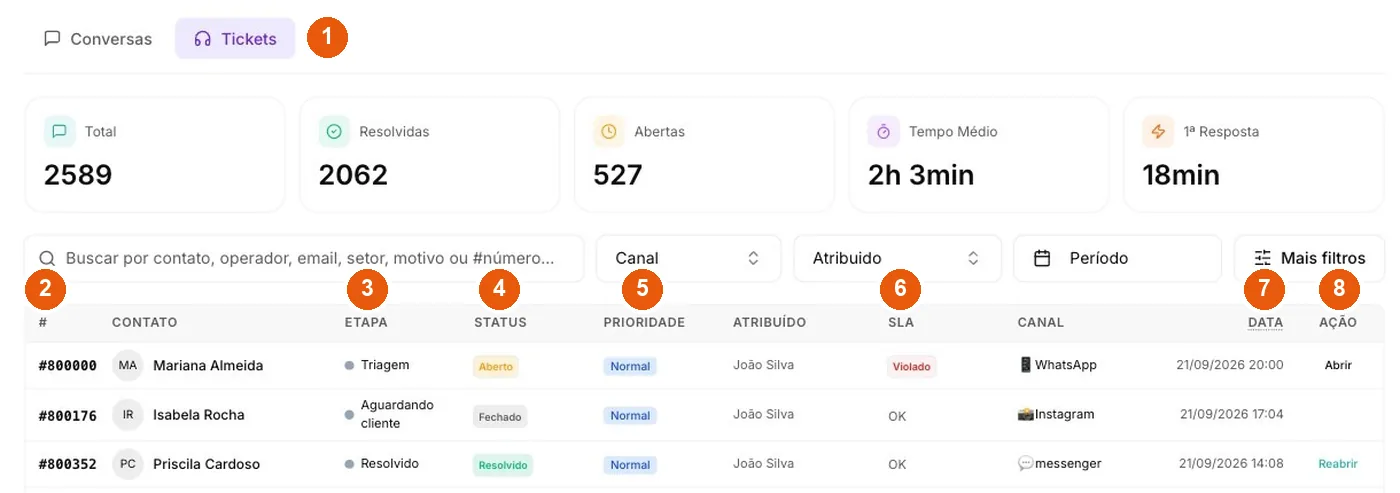 Conversas Tickets 1
Total Resolvidas Abertas Tempo Médio 1ª Resposta
2589 2062 527 2h 3min 18min
Buscar por contato, operador, email, setor, motivo ou #número... Canal Atribuido Período Mais filtros
2 3 4 5 6 7 8
# CONTATO ETAPA STATUS PRIORIDADE ATRIBUÍDO SLA CANAL DATA AÇÃO
#800000 MA Mariana Almeida Triagem Aberto Normal João Silva Violado WhatsApp 21/09/2026 20:00 Abrir
#800176 IR Isabela Rocha Aguardando cliente Fechado Normal João Silva OK Instagram 21/09/2026 17:04
#800352 PC Priscila Cardoso Resolvido Resolvido Normal João Silva OK messenger 21/09/2026 14:08 Reabrir